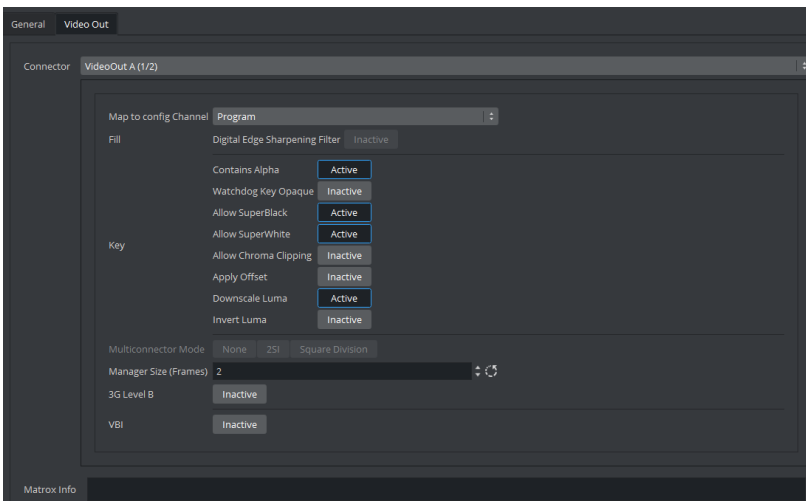 General Video Out
Connector VideoOut A (1/2)
Map to config Channel Program
Fill Digital Edge Sharpening Filter Inactive
Contains Alpha Active
Watchdog Key Opaque Inactive
Allow SuperBlack Active
Allow SuperWhite Active
Key
Allow Chroma Clipping Inactive
Apply Offset Inactive
Downscale Luma Active
Invert Luma Inactive
Multiconnector Mode None 2SI Square Division
Manager Size (Frames) 2
3G Level B Inactive
VBI Inactive
Matrox Info